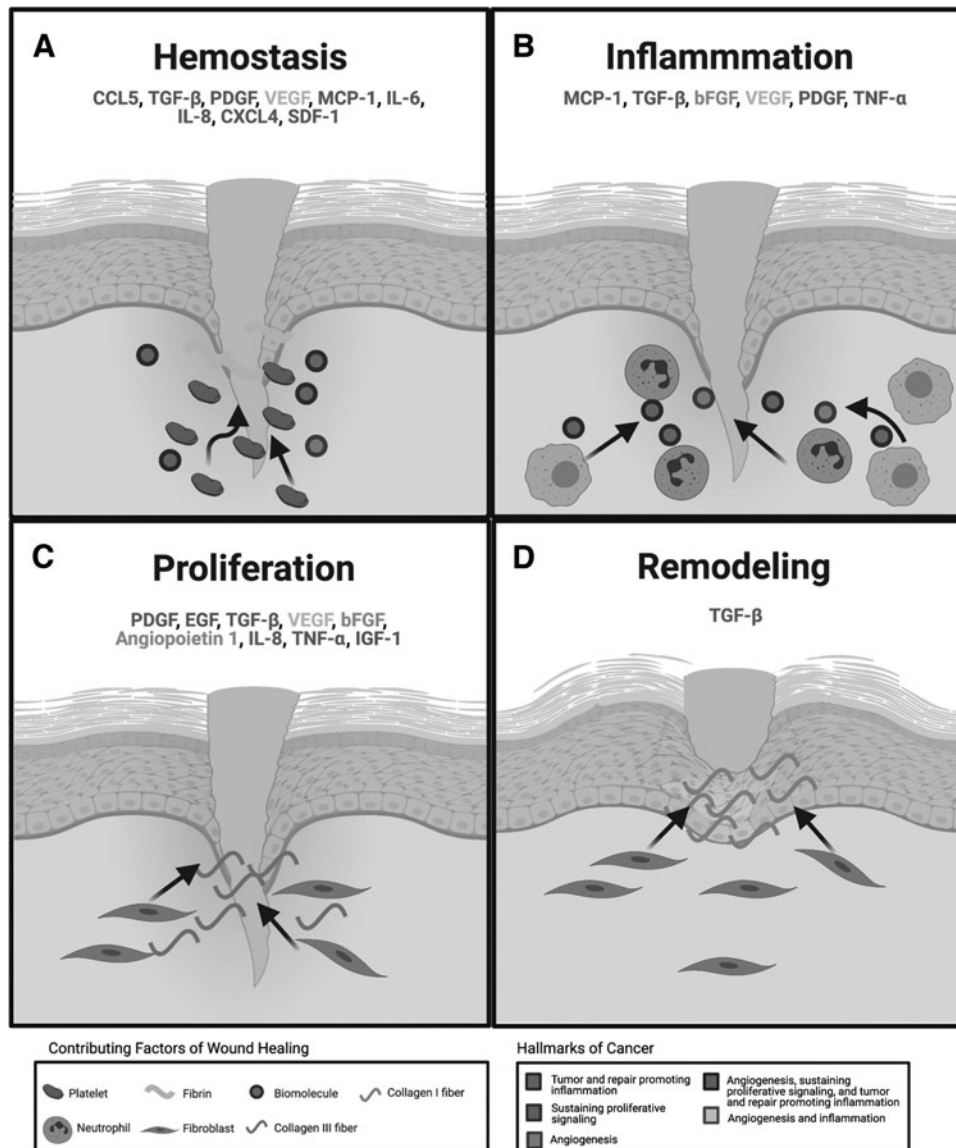 A
Hemostasis
CCL5, TGF-β, PDGF, VEGF, MCP-1, IL-6,
IL-8, CXCL4, SDF-1
B
Inflammmation
MCP-1, TGF-β, bFGF, VEGF, PDGF, TNF-α
C
Proliferation
PDGF, EGF, TGF-β, VEGF, bFGF,
Angiopoietin 1, IL-8, TNF-α, IGF-1
D
Remodeling
TGF-β
Contributing Factors of Wound Healing
Platelet
Fibrin
Biomolecule
Collagen I fiber
Neutrophil
Fibroblast
Collagen III fiber
Hallmarks of Cancer
Tumor and repair promoting
inflammation
Sustaining proliferative
signaling
Angiogenesis
Angiogenesis, sustaining
proliferative signaling, and tumor
and repair promoting inflammation
Angiogenesis and inflammation